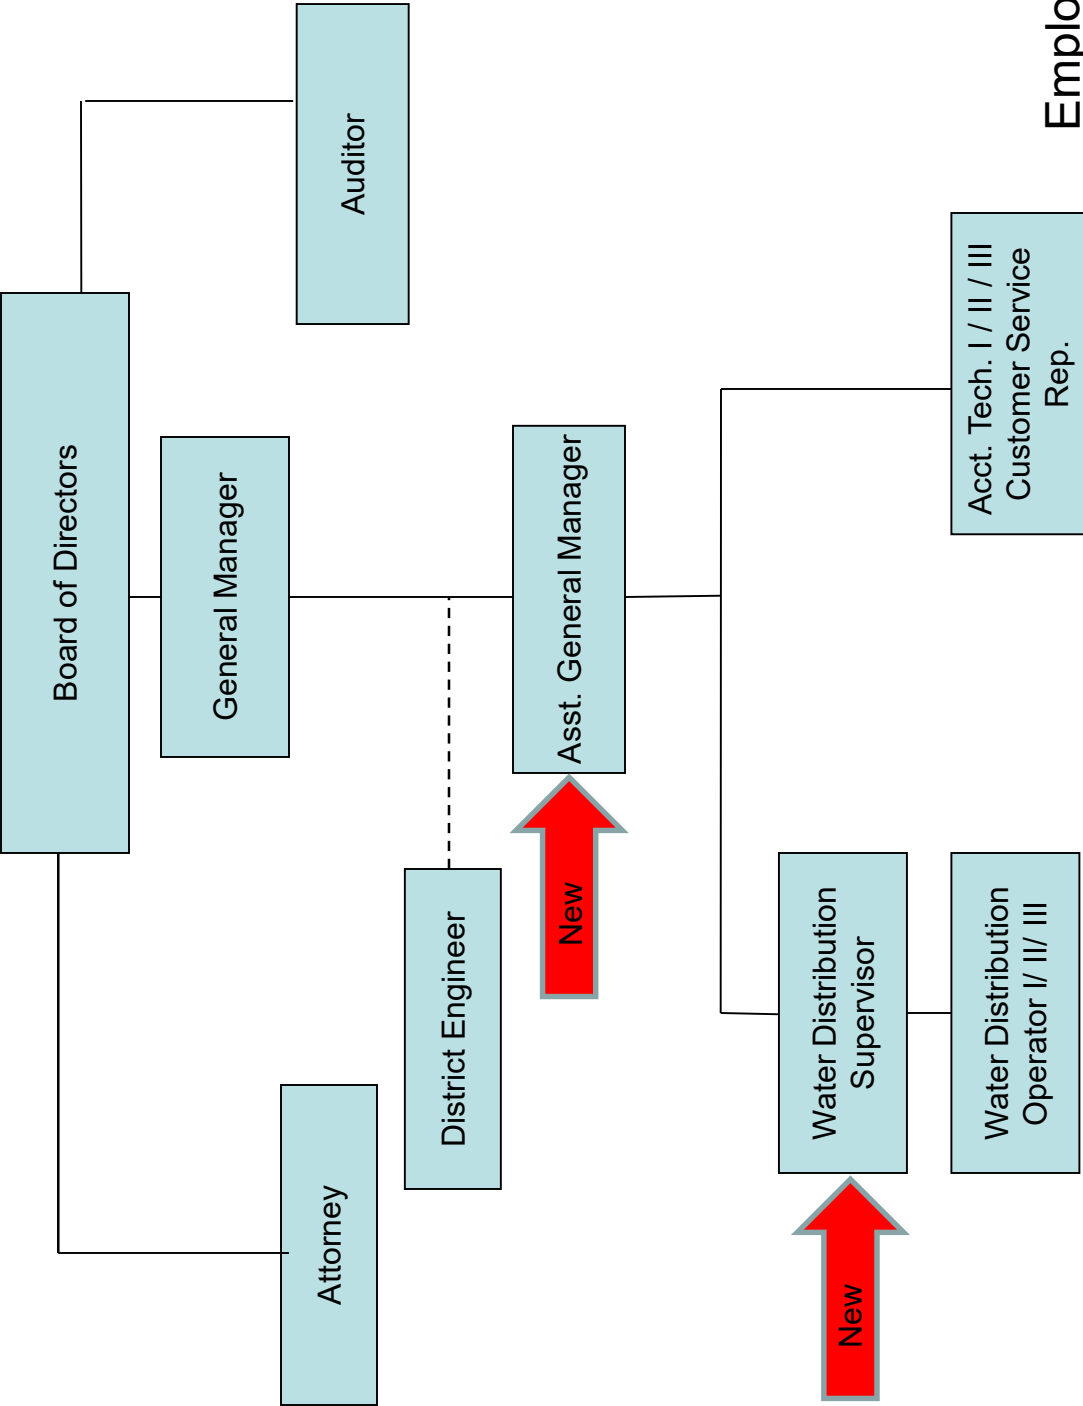 Board of Directors
General Manager
Attorney
Auditor
District Engineer
Asst. General Manager
New
Water Distribution
Supervisor
New
Water Distribution
Operator I/ II/ III
Acct. Tech. I / II / III
Customer Service
Rep.
Emplo